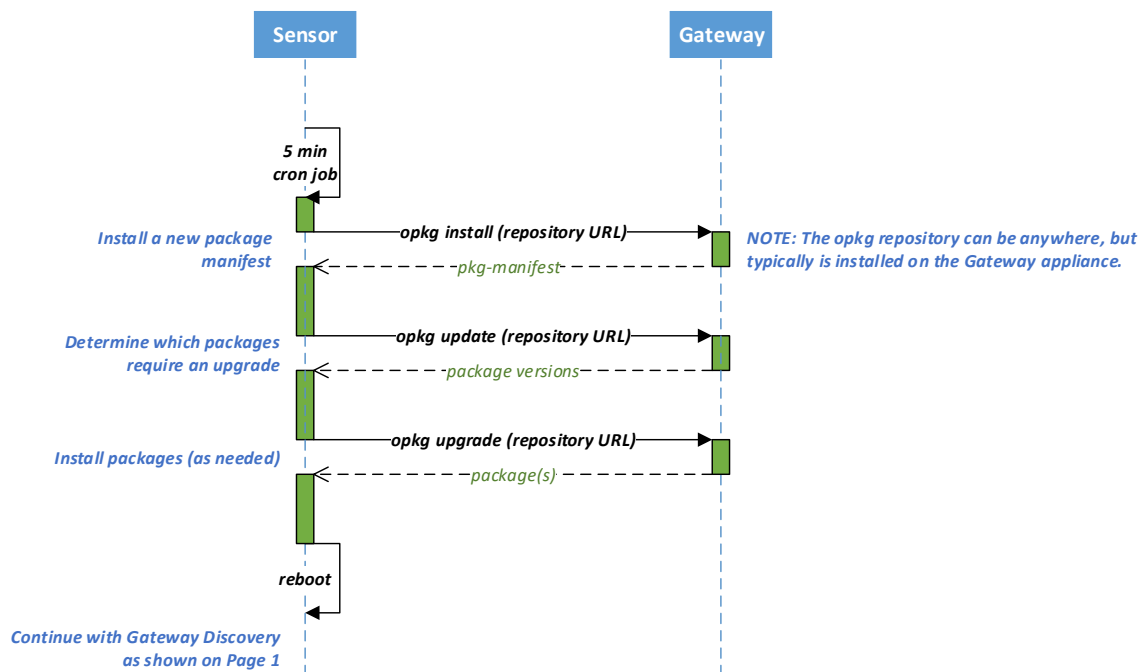 Sensor
Gateway
5 min
cron job
Install a new package
manifest
opkg install (repository URL)
pkg-manifest
NOTE: The opkg repository can be anywhere, but
typically is installed on the Gateway appliance.
Determine which packages
require an upgrade
opkg update (repository URL)
package versions
Install packages (as needed)
opkg upgrade (repository URL)
package(s)
reboot
Continue with Gateway Discovery
as shown on Page 1